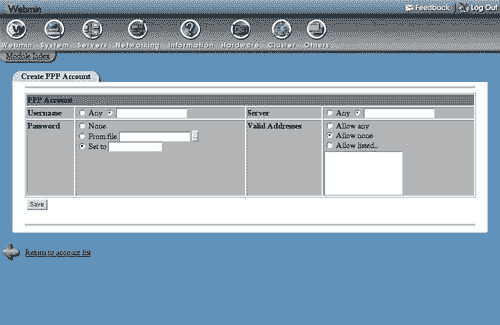 Webmin
Feedback Log Out
Webmin System Servers Networking Information Hardware Cluster Others
Module Index
Create PPP Account
PPP Account
Username Any Server Any
Password None Valid Addresses Allow any
From file ... Allow none
Set to Allow listed..
Save
Return to account list